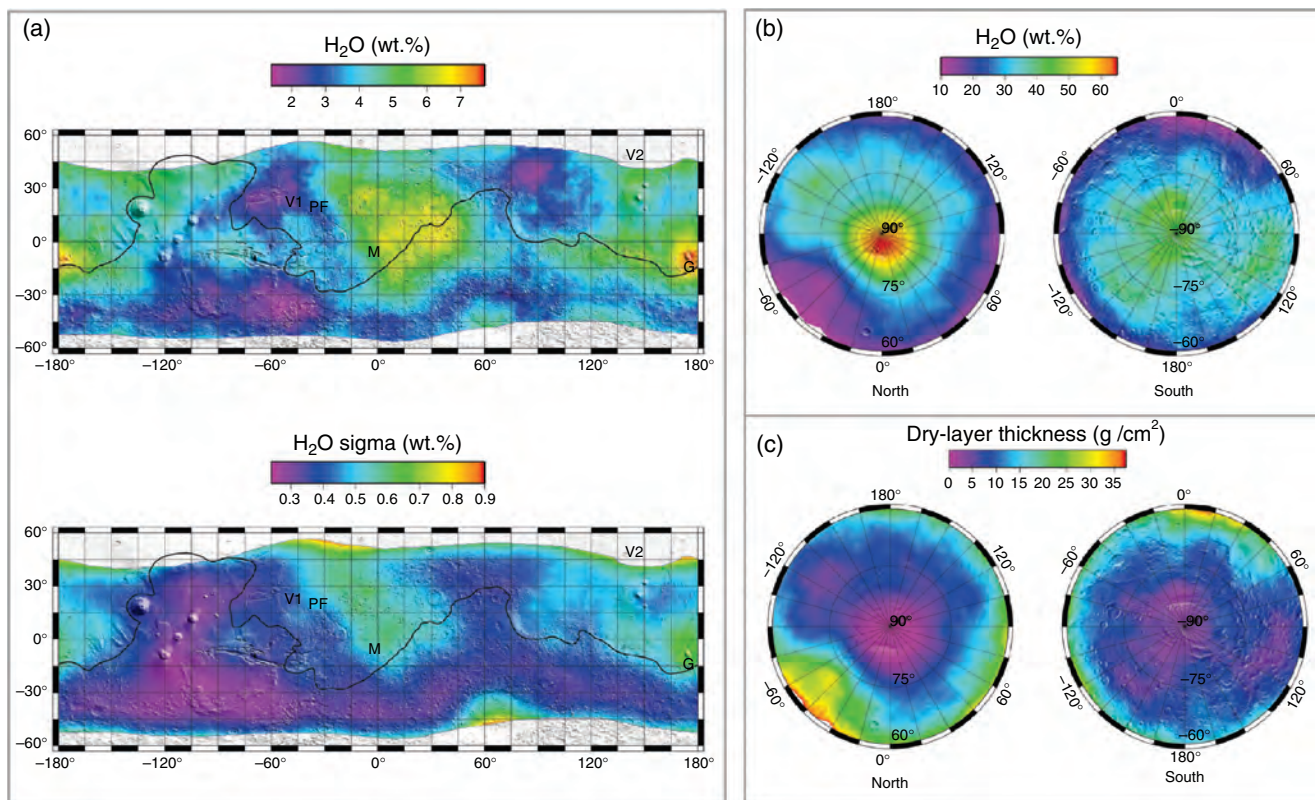 (a)
H₂O (wt.%)
2 3 4 5 6 7
60°
30°
0°
−30°
−60°
V2
V1 PF
M
G
−180° −120° −60° 0° 60° 120° 180°
H₂O sigma (wt.%)
0.3 0.4 0.5 0.6 0.7 0.8 0.9
60°
30°
0°
−30°
−60°
V2
V1 PF
M
G
−180° −120° −60° 0° 60° 120° 180°
(b)
H₂O (wt.%)
10 20 30 40 50 60
180°
−120° 120°
90°
75°
−60° 60° 60°
0°
North
0°
−60° 60°
−90°
−75°
−120° −60° 120°
180°
South
(c)
Dry-layer thickness (g /cm²)
0 5 10 15 20 25 30 35
180°
−120° 120°
90°
75°
−60° 60° 60°
0°
North
0°
−60° 60°
−90°
−75°
−120° −60° 120°
180°
South